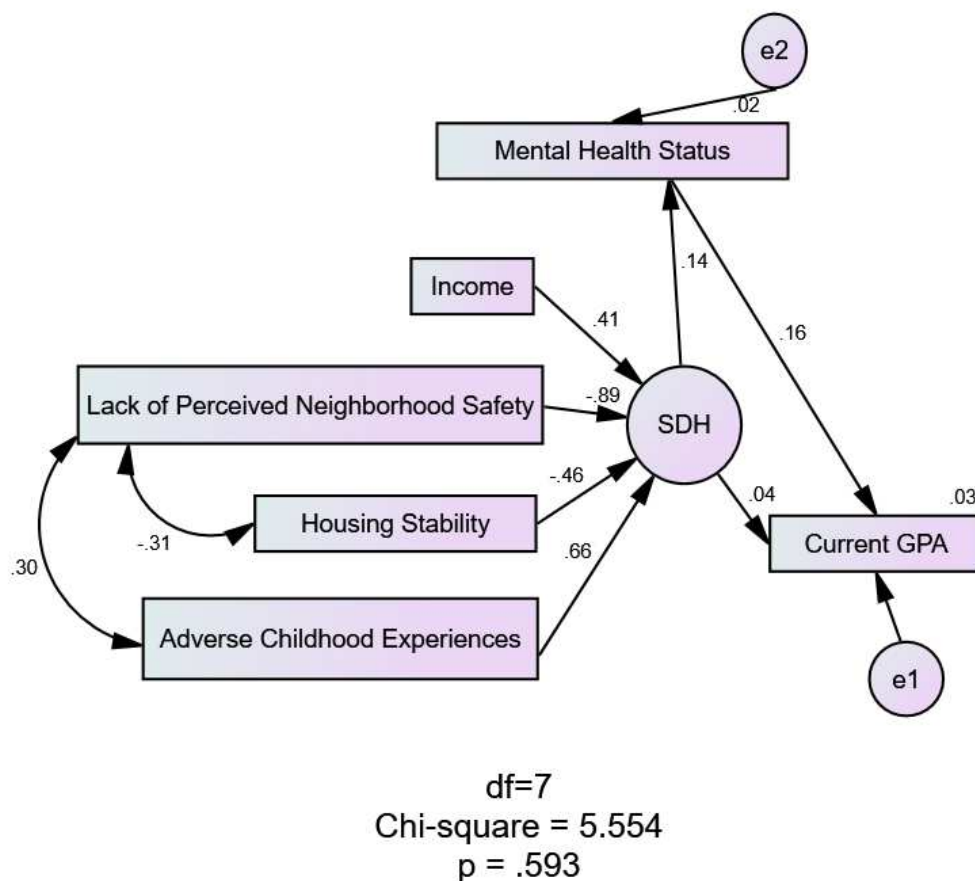 e2
.02
Mental Health Status
Income
.14
.41
.16
Lack of Perceived Neighborhood Safety
-.89
SDH
-.46
.04
.03
Housing Stability
-.31
Current GPA
.66
.30
Adverse Childhood Experiences
e1
df=7
Chi-square = 5.554
p = .593